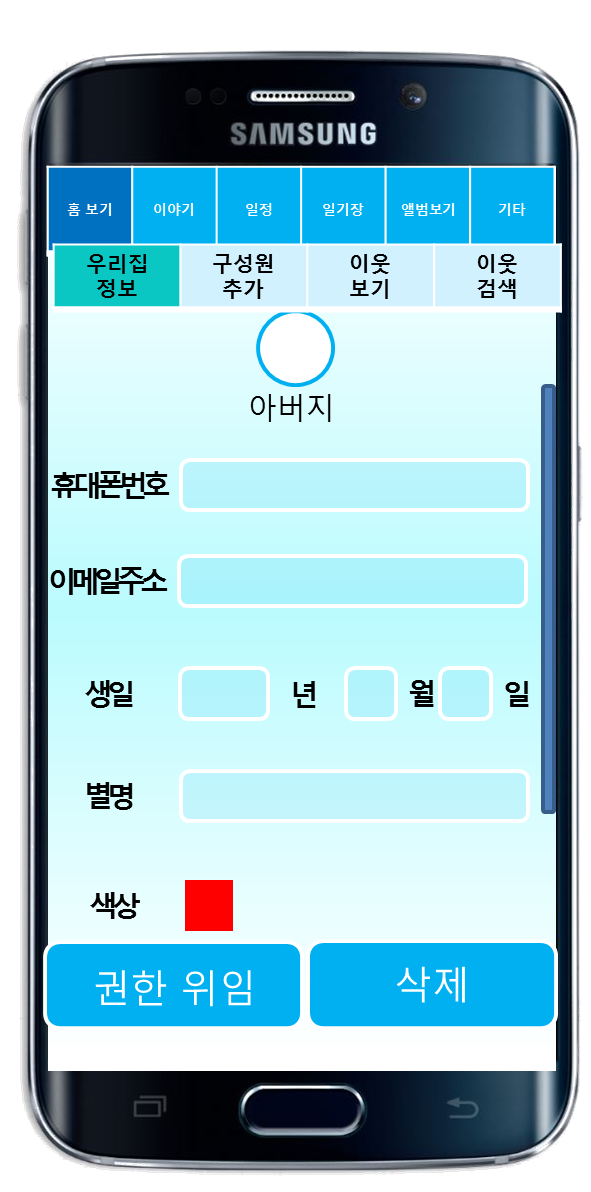 SAMSUNG
홈 보기 이야기 일정 일기장 앨범보기 기타
우리집 구성원 이웃 이웃
정보 추가 보기 검색
아버지
휴대폰번호
이메일주소
생일 년 월 일
별명
색상
권한 위임 삭제